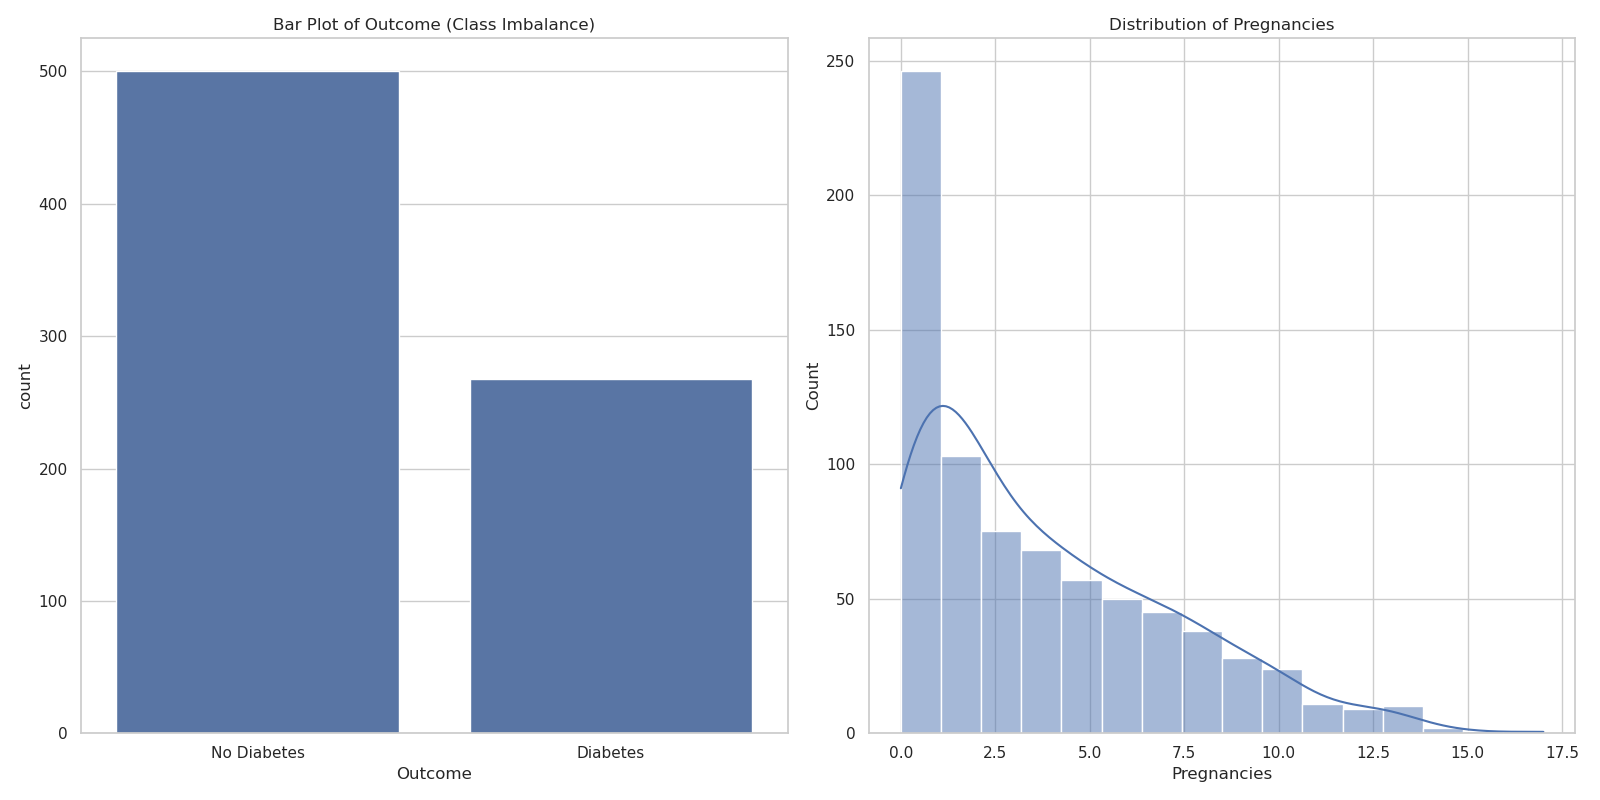 Bar Plot of Outcome (Class Imbalance)
500
400
300
200
100
0
count
No Diabetes
Diabetes
Outcome
Distribution of Pregnancies
250
200
150
100
50
0
Count
0.0 2.5 5.0 7.5 10.0 12.5 15.0 17.5
Pregnancies